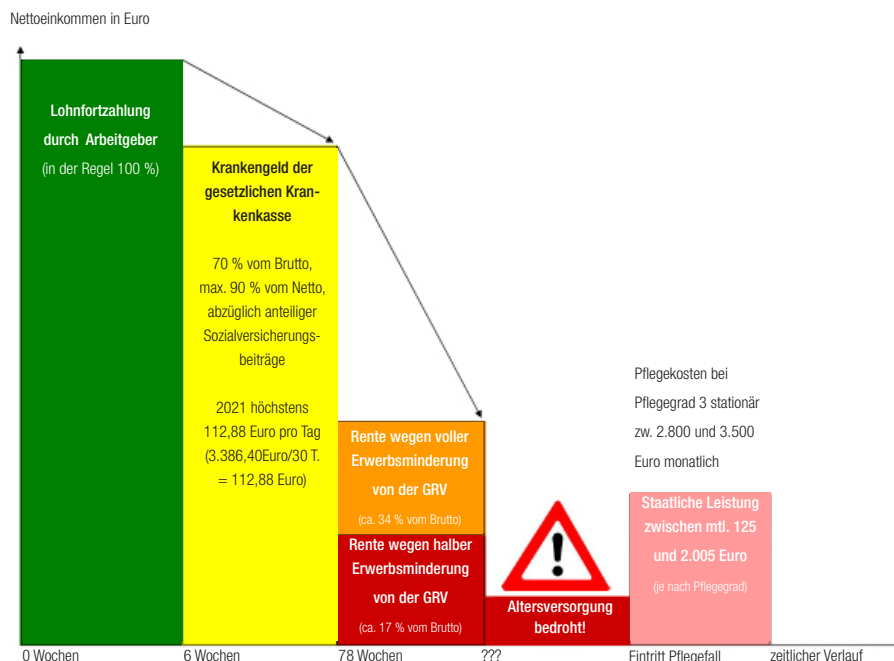 Nettoeinkommen in Euro
Lohnfortzahlung
durch Arbeitgeber
(in der Regel 100 %)
Krankengeld der
gesetzlichen Kran-
kenkasse
70 % vom Brutto,
max. 90 % vom Netto,
abzüglich anteiliger
Sozialversicherungs-
beiträge
2021 höchstens
112,88 Euro pro Tag
(3.386,40Euro/30 T.
= 112,88 Euro)
Rente wegen voller
Erwerbsminderung
von der GRV
(ca. 34 % vom Brutto)
Rente wegen halber
Erwerbsminderung
von der GRV
(ca. 17 % vom Brutto)
!
Altersversorgung
bedroht!
Pflegekosten bei
Pflegegrad 3 stationär
zw. 2.800 und 3.500
Euro monatlich
Staatliche Leistung
zwischen mtl. 125
und 2.005 Euro
(je nach Pflegegrad)
0 Wochen 6 Wochen 78 Wochen ??? Eintritt Pflegefall zeitlicher Verlauf